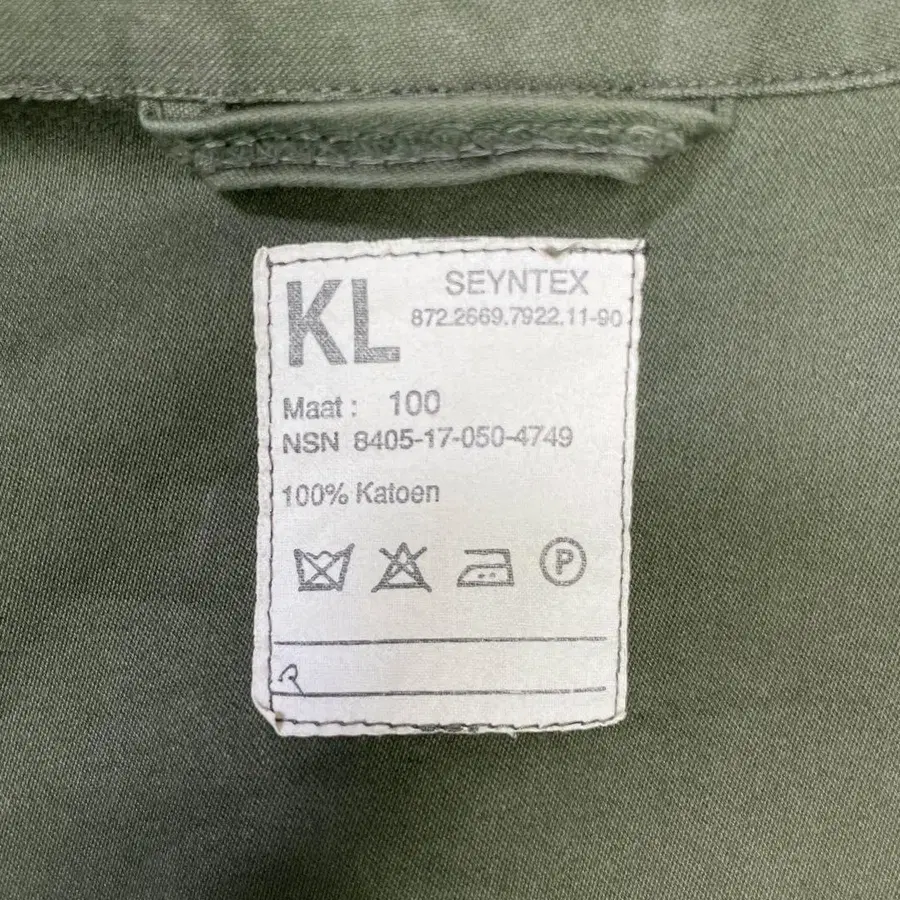 KL
SEYNTEX
872.2669.7922.11-90
Maat : 100
NSN 8405-17-050-4749
100% Katoen
P